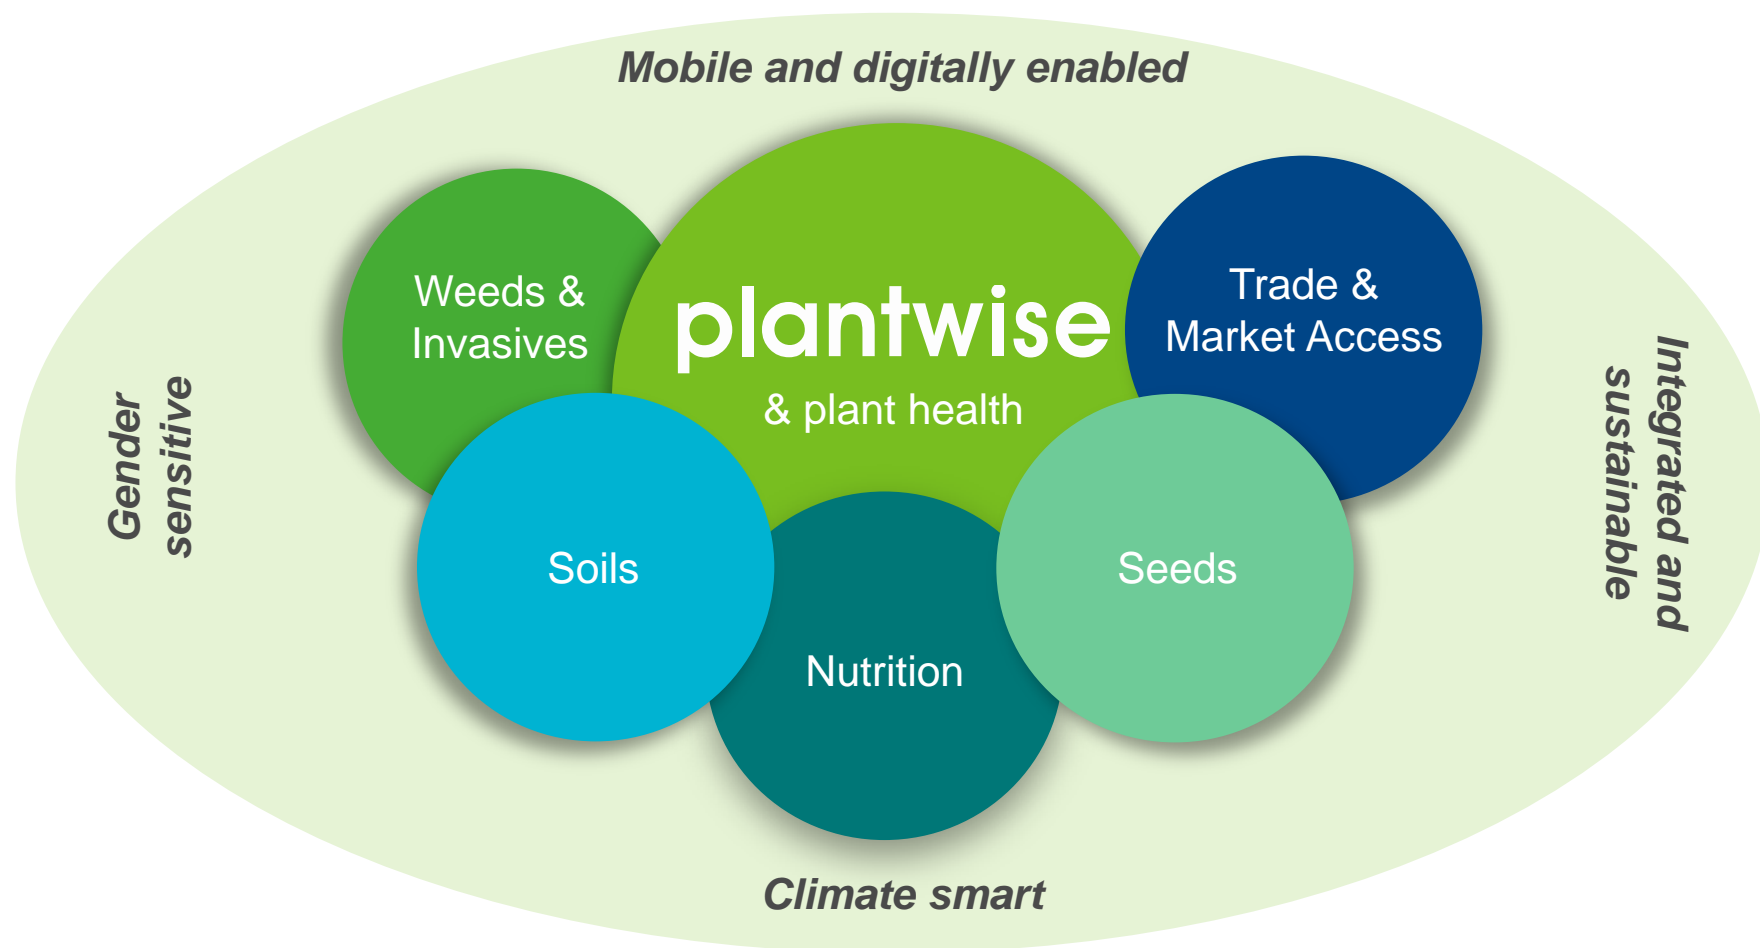 Mobile and digitally enabled
Weeds &
Invasives
plantwise
& plant health
Trade &
Market Access
Gender
sensitive
Integrated and
sustainable
Soils
Seeds
Nutrition
Climate smart